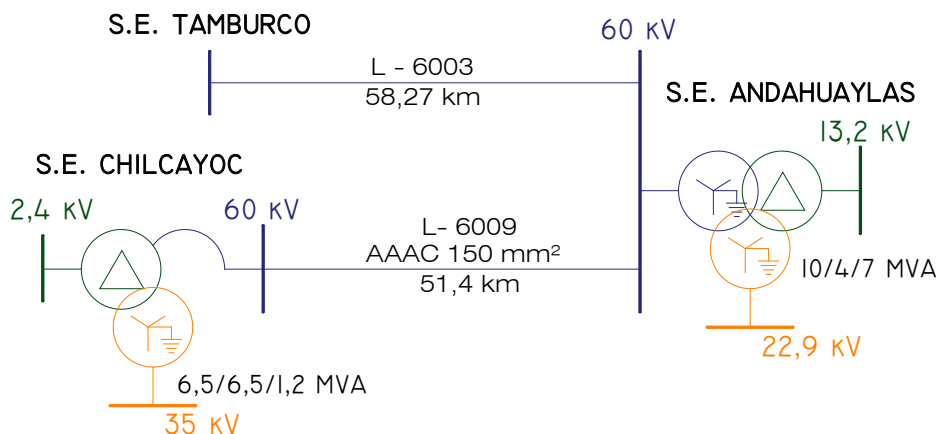 S.E. TAMBURCO
60 kV
L - 6003
58,27 km
S.E. ANDAHUAYLAS
13,2 kV
S.E. CHILCAYOC
2,4 kV
60 kV
L- 6009
AAAC 150 mm²
51,4 km
10/4/7 MVA
22,9 kV
6,5/6,5/1,2 MVA
35 kV